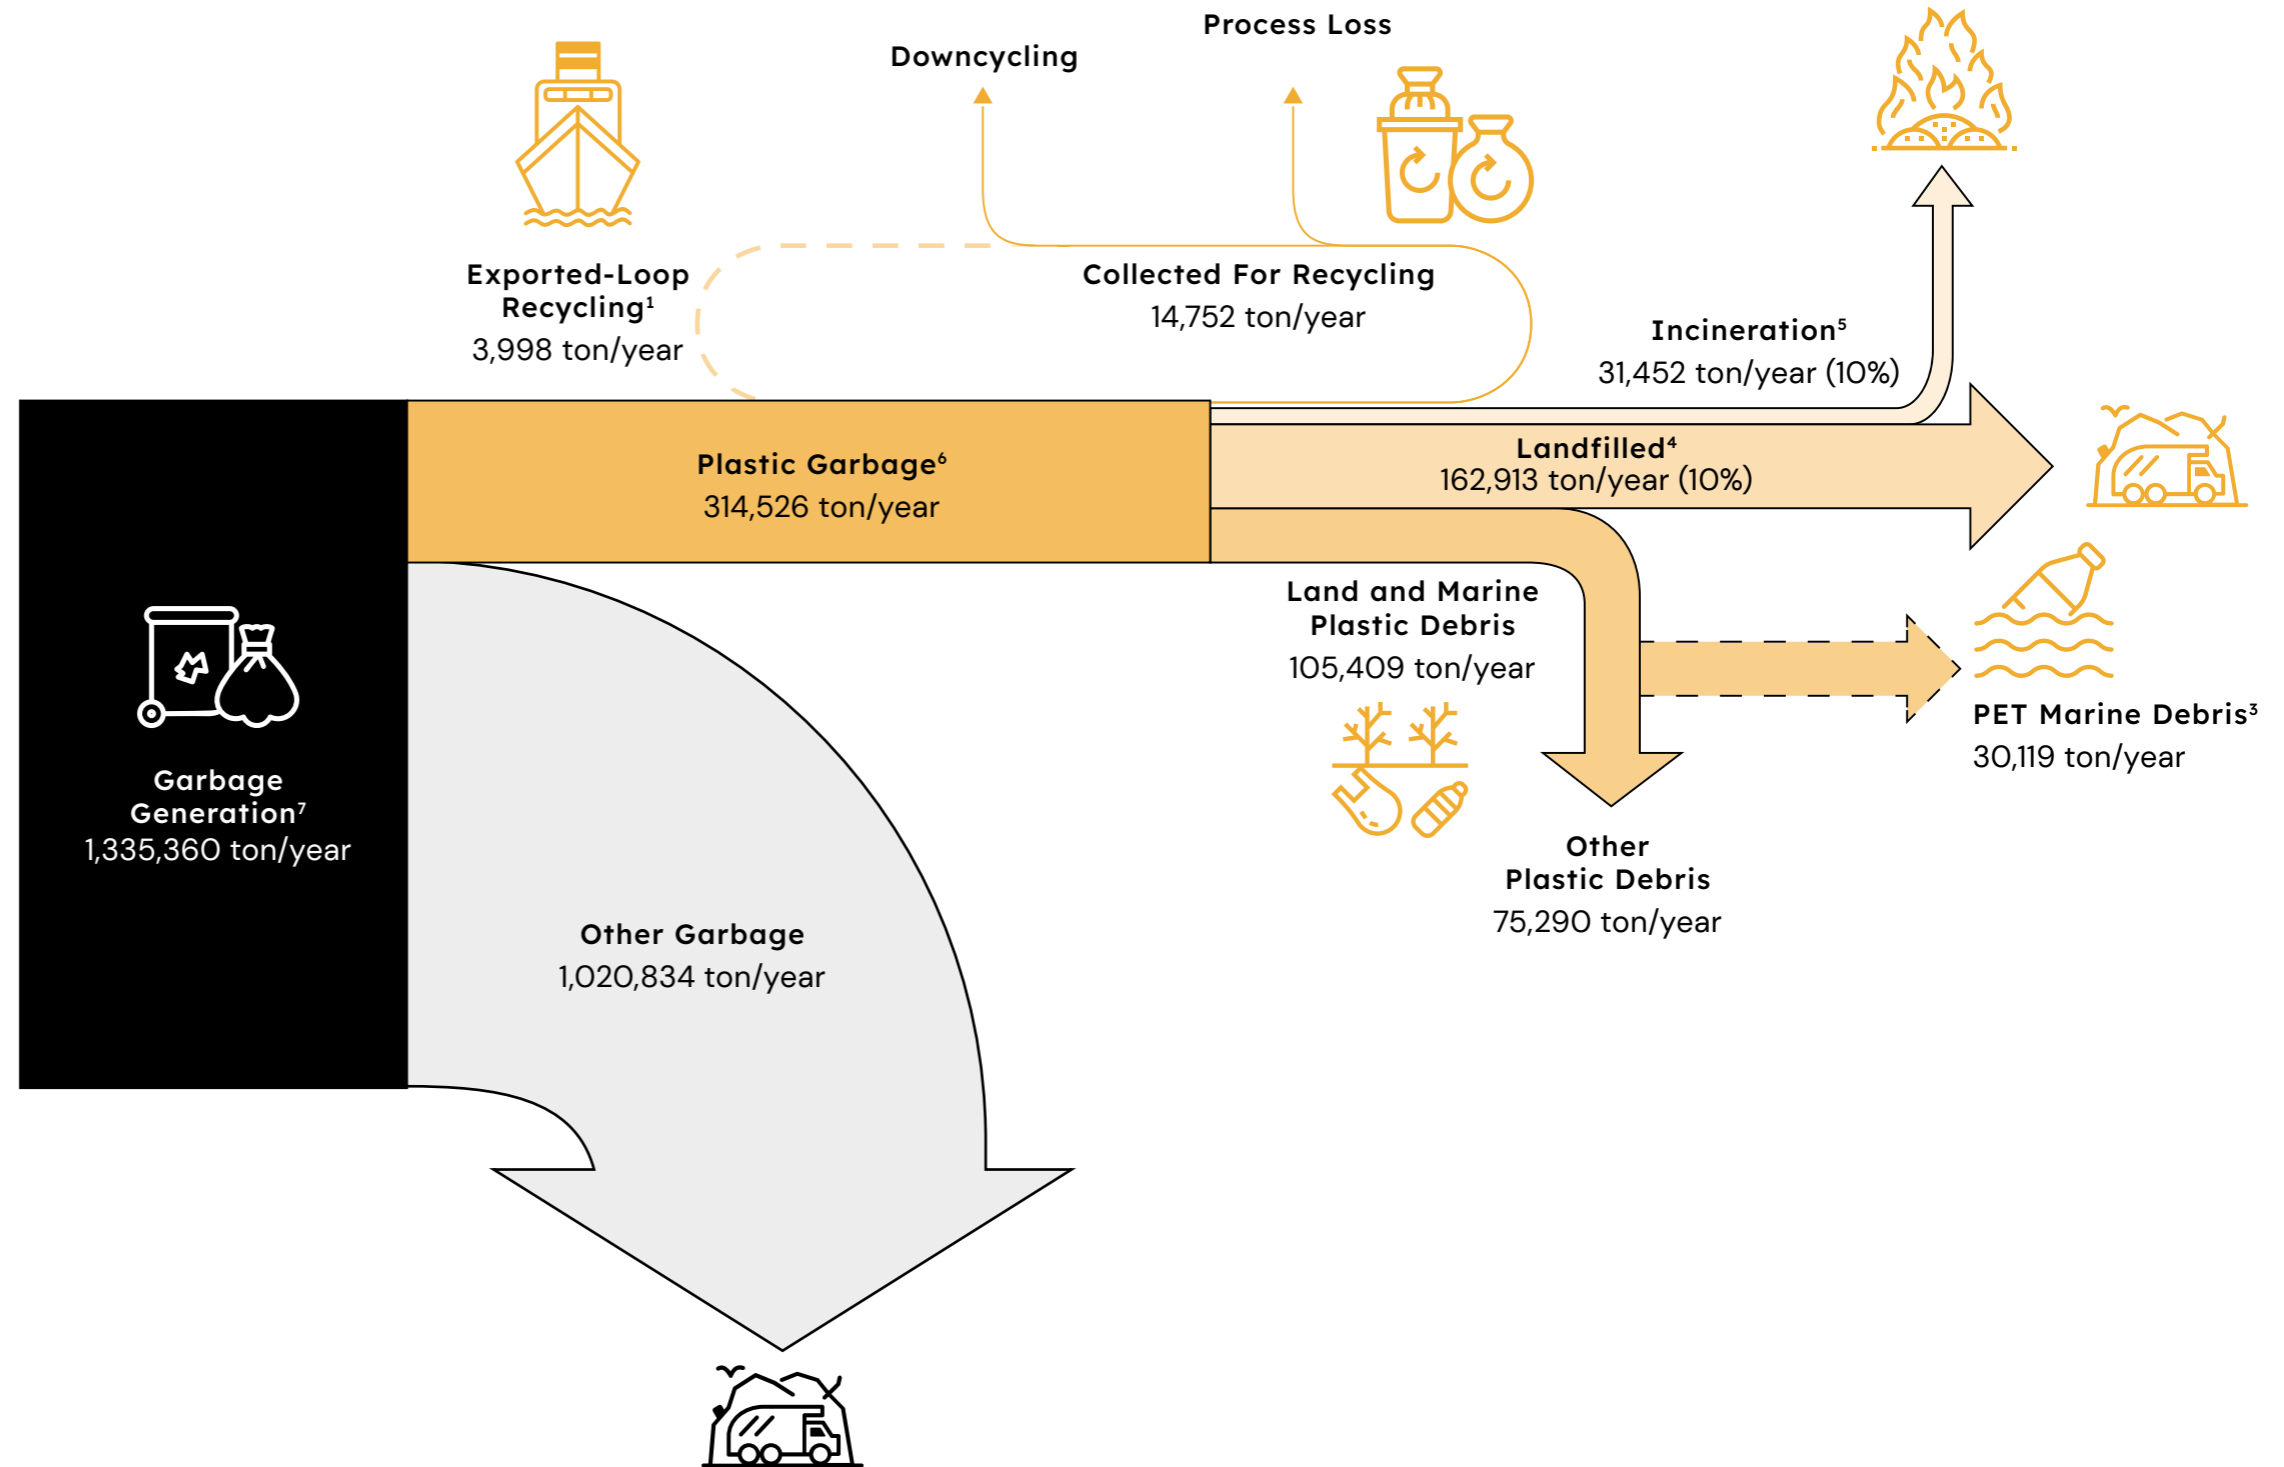 Process Loss
Downcycling
Exported-Loop
Recycling¹
3,998 ton/year
Collected For Recycling
14,752 ton/year
Incineration⁵
31,452 ton/year (10%)
Plastic Garbage⁶
314,526 ton/year
Landfilled⁴
162,913 ton/year (10%)
Land and Marine
Plastic Debris
105,409 ton/year
PET Marine Debris³
30,119 ton/year
Garbage
Generation⁷
1,335,360 ton/year
Other
Plastic Debris
75,290 ton/year
Other Garbage
1,020,834 ton/year